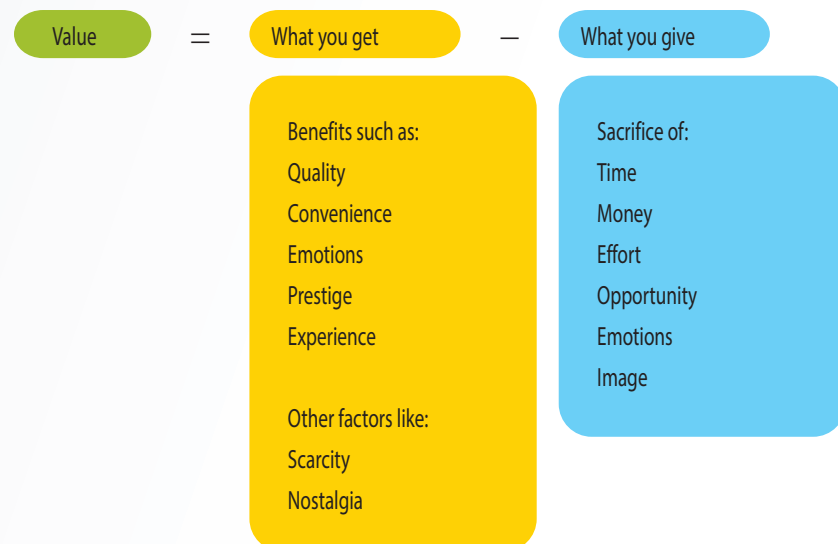 Value = What you get – What you give
Benefits such as:
Quality
Convenience
Emotions
Prestige
Experience
Other factors like:
Scarcity
Nostalgia
Sacrifice of:
Time
Money
Effort
Opportunity
Emotions
Image